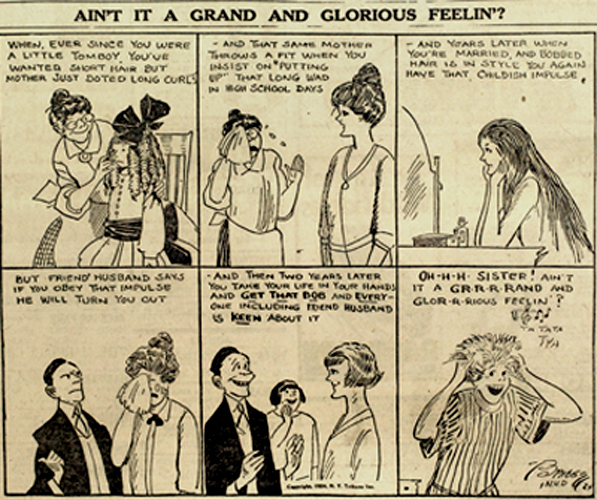 AIN'T IT A GRAND AND GLORIOUS FEELIN'?
WHEN, EVER SINCE YOU WERE
A LITTLE TOMBOY YOU'VE
WANTED SHORT HAIR BUT
MOTHER JUST DOTED LONG CURLS
- AND THAT SAME MOTHER
THROWS A FIT WHEN YOU
INSIST ON "PUTTING
UP" THAT LONG WAD
IN HIGH SCHOOL DAYS
- AND YEARS LATER WHEN
YOU'RE MARRIED, AND BOBBED
HAIR IS IN STYLE YOU AGAIN
HAVE THAT CHILDISH IMPULSE
BUT FRIEND HUSBAND SAYS
IF YOU OBEY THAT IMPULSE
HE WILL TURN YOU OUT
- AND THEN TWO YEARS LATER
YOU TAKE YOUR LIFE IN YOUR HANDS
AND GET THAT BOB AND EVERY-
ONE INCLUDING FRIEND HUSBAND
IS KEEN ABOUT IT
Copyright, 1924, N. Y. Tribune Inc.
OH-H-H- SISTER! AIN'T
IT A GR-R-R-RAND AND
GLOR-R-R-RIOUS FEELIN'?
TA TATA
Briggs